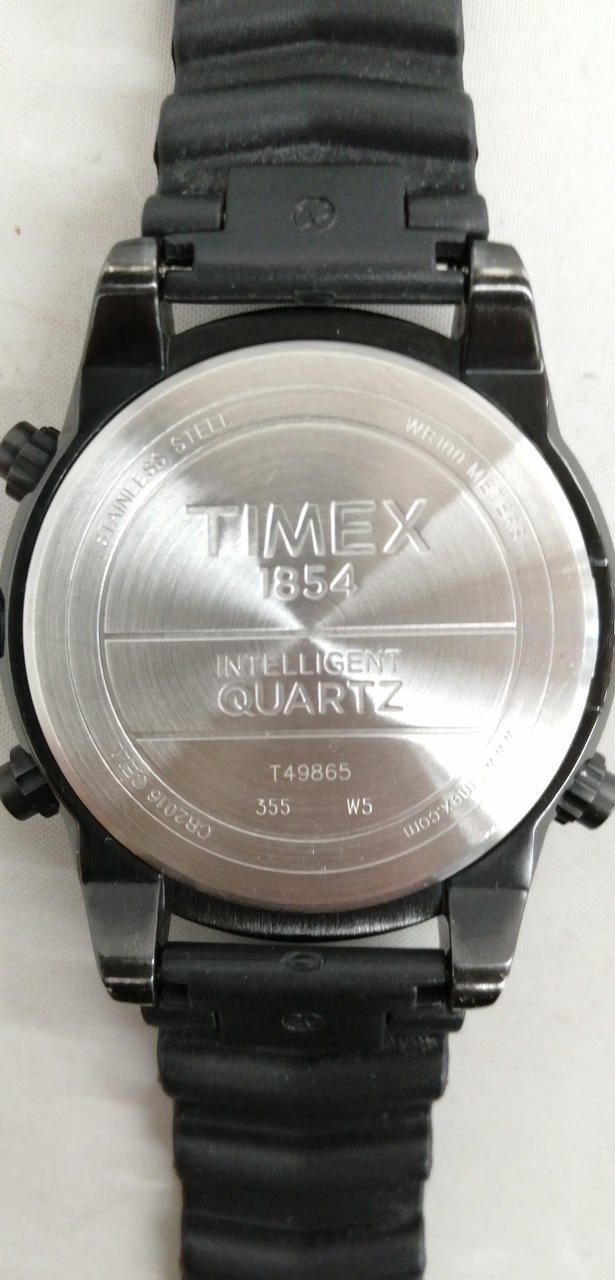 STAINLESS STEEL
WR100 METERS
TIMEX
1854
INTELLIGENT
QUARTZ
T49865
355 W5
CR2016 CELL